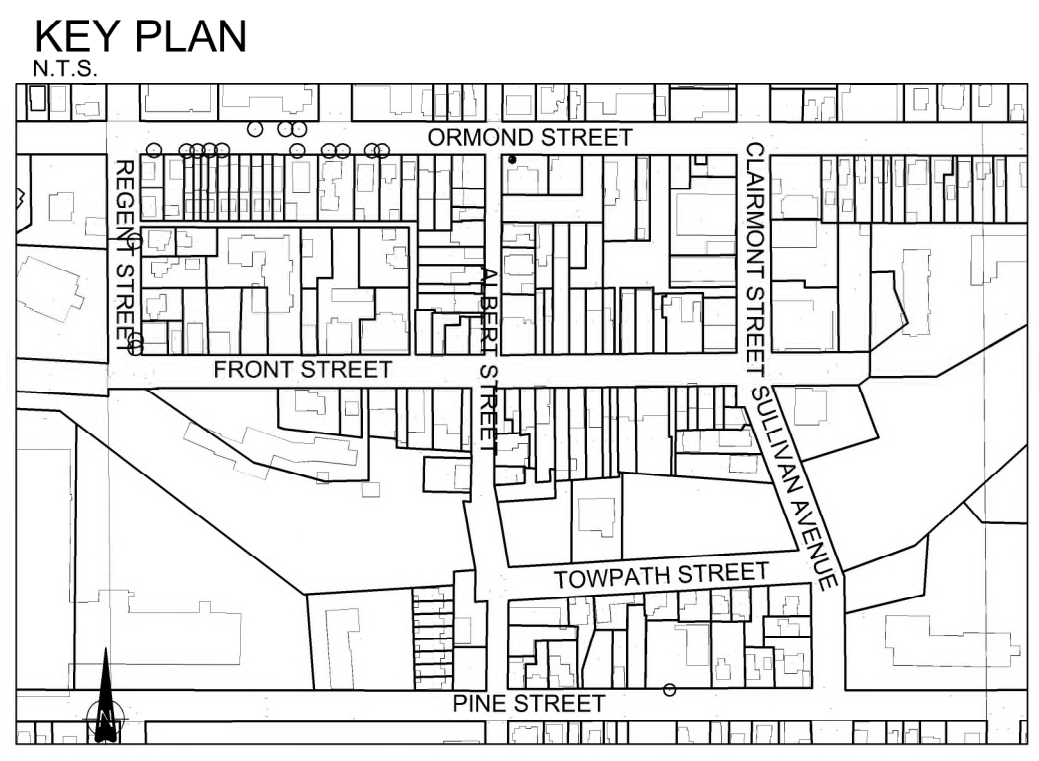 KEY PLAN
N.T.S.
ORMOND STREET
REGENT STREET
CLAIRMONT STREET
ALBERT STREET
FRONT STREET
SULLIVAN AVENUE
TOWPATH STREET
PINE STREET
N